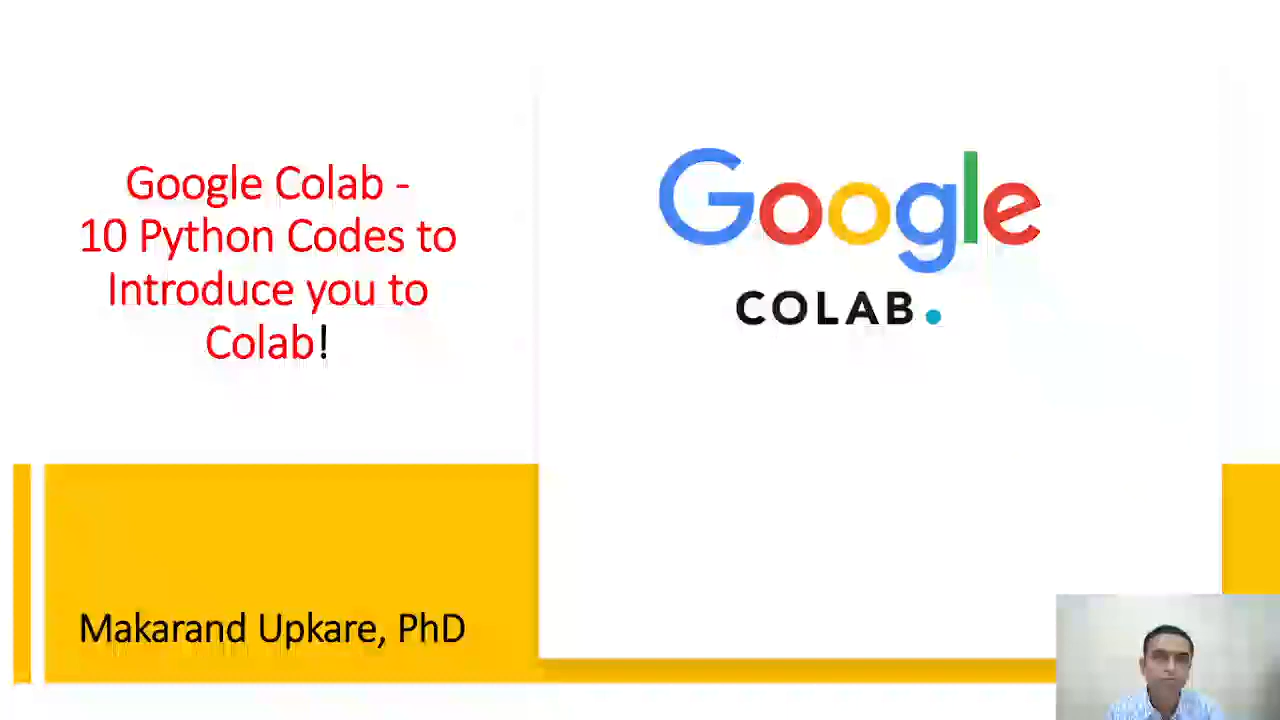 Google Colab -
10 Python Codes to
Introduce you to
Colab!
Google
COLAB.
Makarand Upkare, PhD